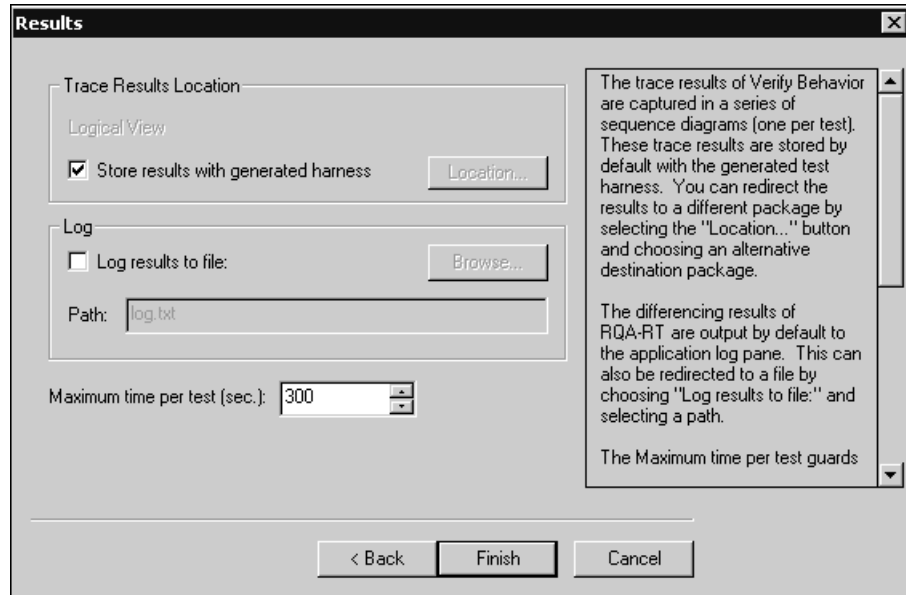 Results
Trace Results Location
Logical View
Store results with generated harness
Location...
Log
Log results to file:
Browse...
Path:
log.txt
Maximum time per test (sec.):
300
The trace results of Verify Behavior
are captured in a series of
sequence diagrams (one per test).
These trace results are stored by
default with the generated test
harness.  You can redirect the
results to a different package by
selecting the "Location..." button
and choosing an alternative
destination package.
The differencing results of
RQA-RT are output by default to
the application log pane.  This can
also be redirected to a file by
choosing "Log results to file:" and
selecting a path.
The Maximum time per test guards
< Back
Finish
Cancel